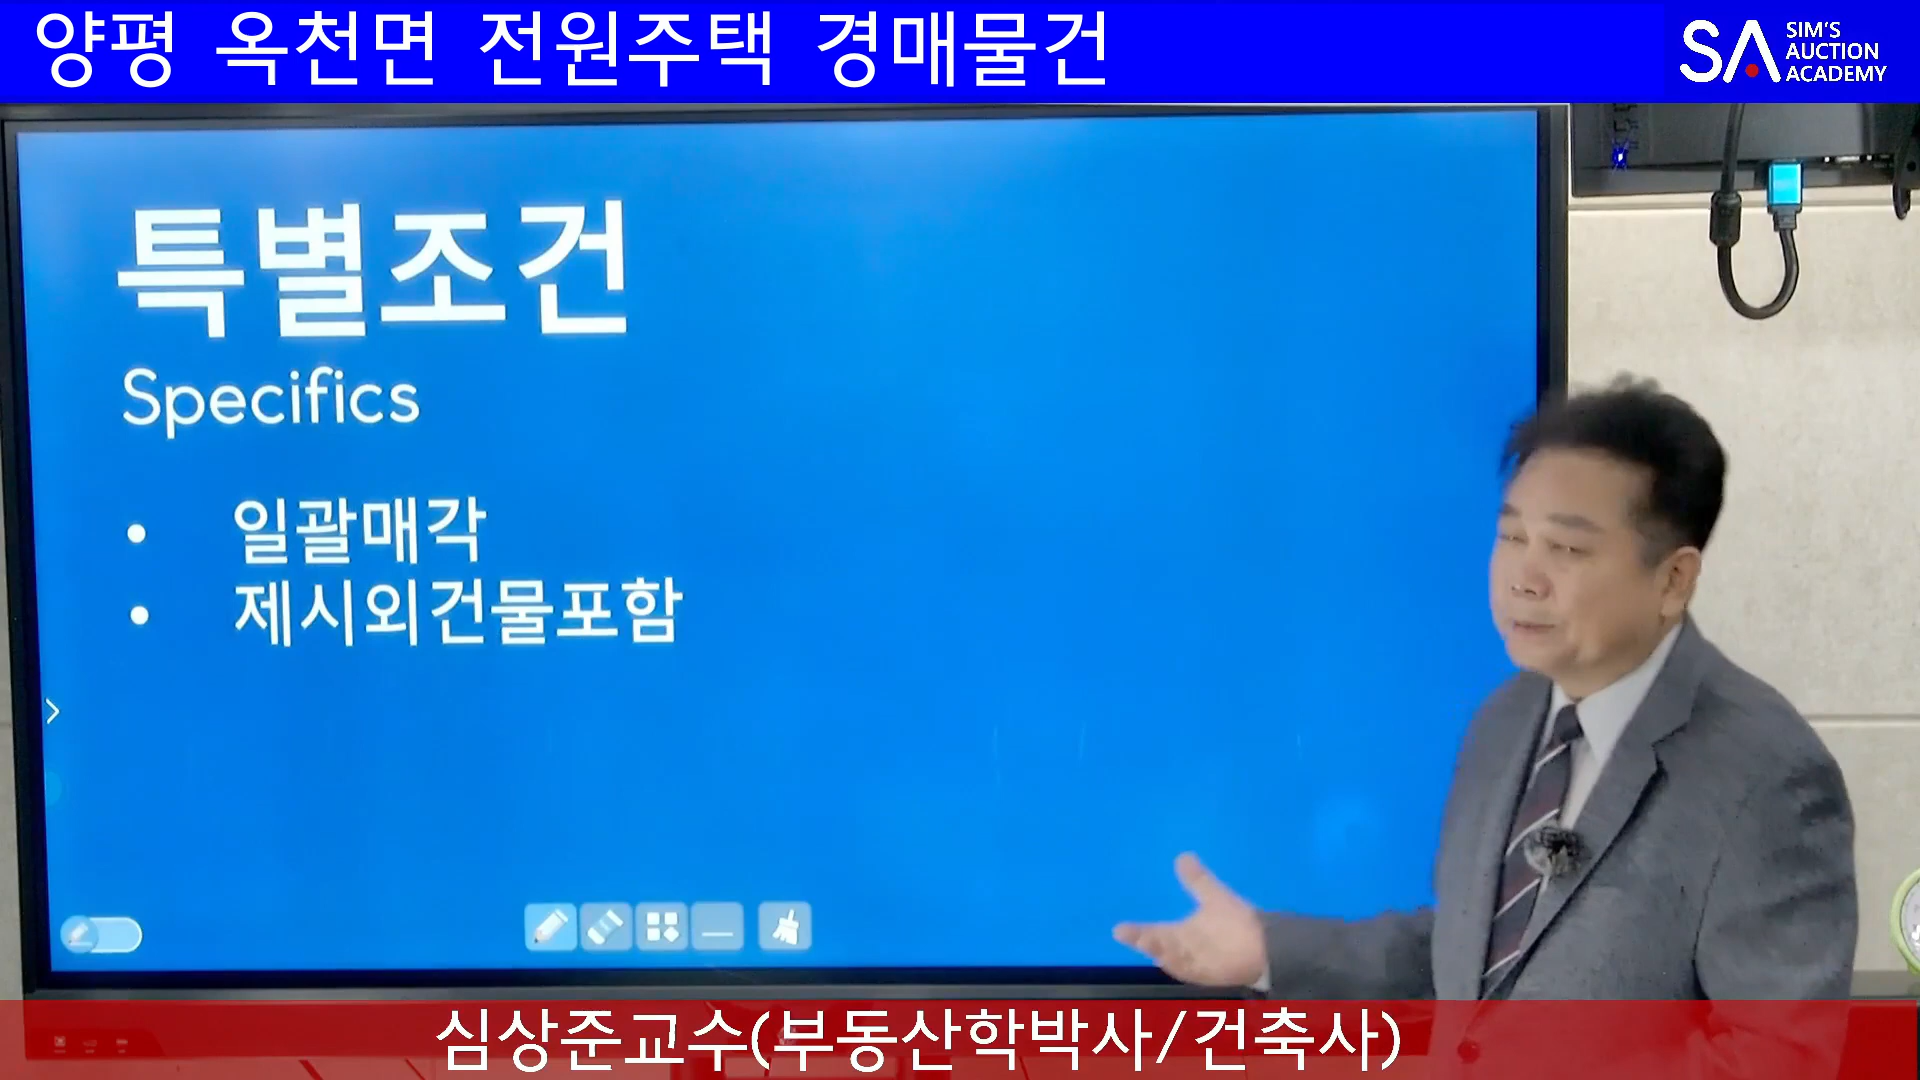 양평 옥천면 전원주택 경매물건
SA SIM'S
AUCTION
ACADEMY
특별조건
Specifics
• 일괄매각
• 제시외건물포함
심상준교수(부동산학박사/건축사)